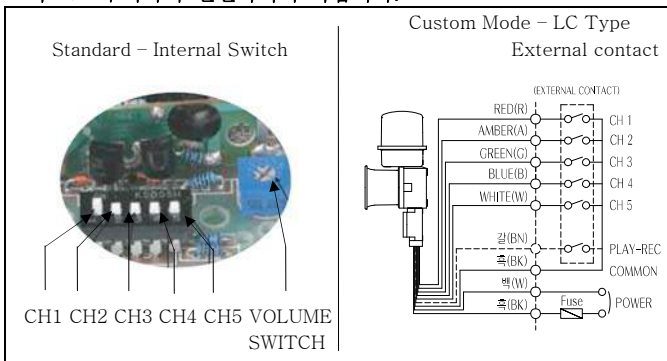 Standard – Internal Switch
CH1 CH2 CH3 CH4 CH5 VOLUME
SWITCH
Custom Mode – LC Type
External contact
(EXTERNAL CONTACT)
RED(R)
CH 1
AMBER(A)
CH 2
GREEN(G)
CH 3
BLUE(B)
CH 4
WHITE(W)
CH 5
갈(BN)
PLAY-REC
흑(BK)
COMMON
백(W)
흑(BK)
Fuse
POWER